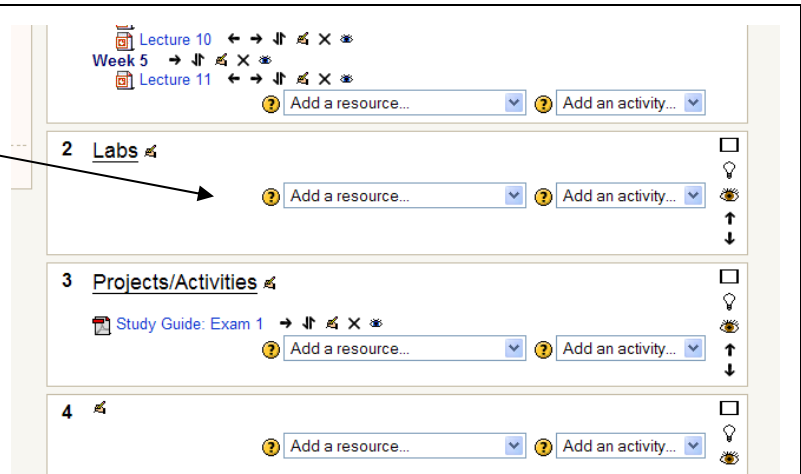 Lecture 10
Week 5
Lecture 11
Add a resource... Add an activity...
2 Labs
Add a resource... Add an activity...
3 Projects/Activities
Study Guide: Exam 1
Add a resource... Add an activity...
4
Add a resource... Add an activity...